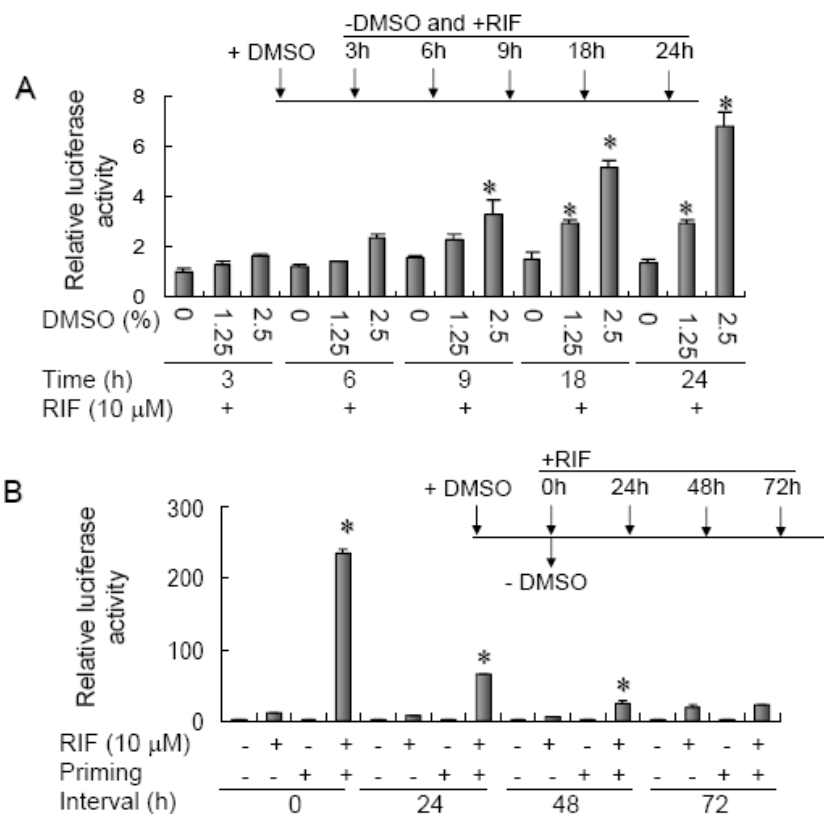 -DMSO and +RIF
+ DMSO 3h 6h 9h 18h 24h
A
Relative luciferase activity
8
6
4
2
0
DMSO (%) 0 1.25 2.5 0 1.25 2.5 0 1.25 2.5 0 1.25 2.5 0 1.25 2.5
Time (h) 3 6 9 18 24
RIF (10 µM) + + + + +
* * * * *
B
+RIF
+ DMSO 0h 24h 48h 72h
- DMSO
Relative luciferase activity
300
200
100
0
* * *
RIF (10 µM) - + - + - + - + - + - + - + - +
Priming - - + + - - + + - - + + - - + +
Interval (h) 0 24 48 72